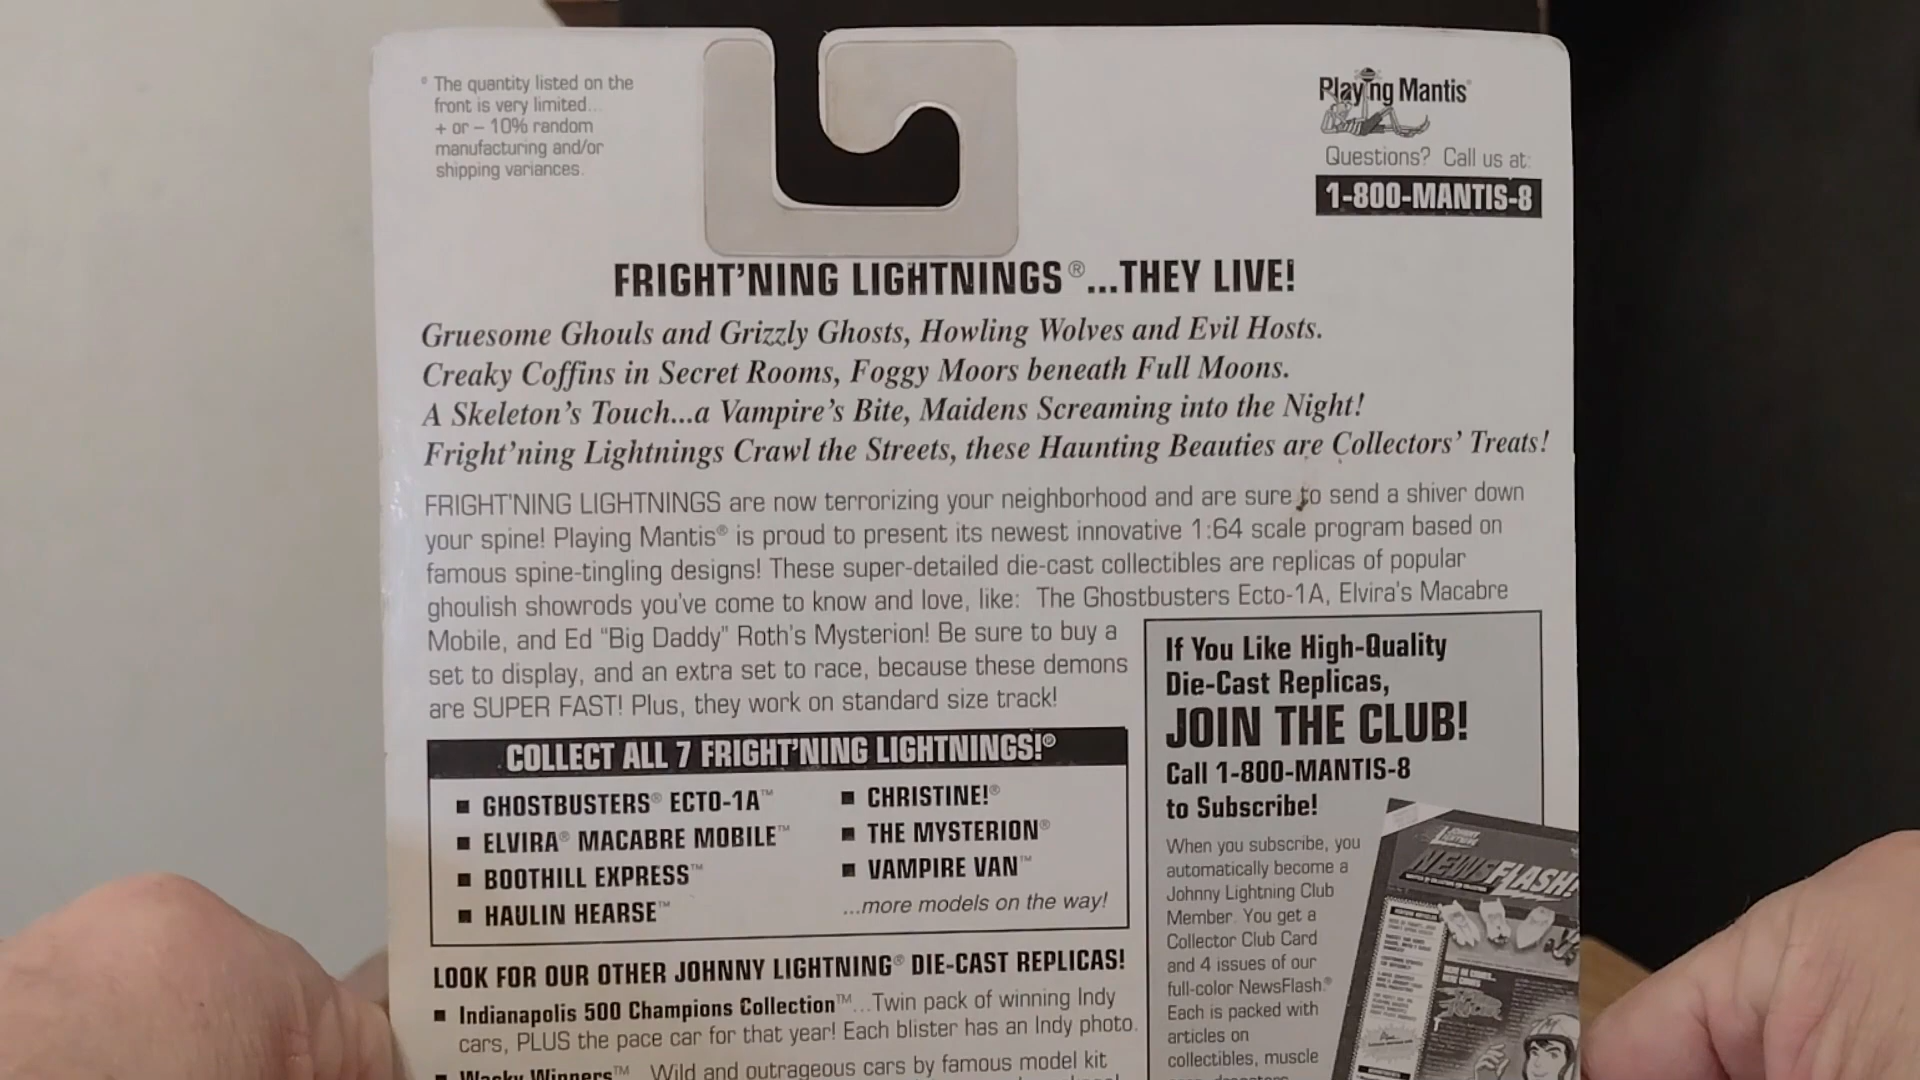 ° The quantity listed on the
front is very limited...
+ or – 10% random
manufacturing and/or
shipping variances.
Playing Mantis®
Questions? Call us at:
1-800-MANTIS-8
FRIGHT'NING LIGHTNINGS®...THEY LIVE!
Gruesome Ghouls and Grizzly Ghosts, Howling Wolves and Evil Hosts.
Creaky Coffins in Secret Rooms, Foggy Moors beneath Full Moons.
A Skeleton's Touch...a Vampire's Bite, Maidens Screaming into the Night!
Fright'ning Lightnings Crawl the Streets, these Haunting Beauties are Collectors' Treats!
FRIGHT'NING LIGHTNINGS are now terrorizing your neighborhood and are sure to send a shiver down
your spine! Playing Mantis® is proud to present its newest innovative 1:64 scale program based on
famous spine-tingling designs! These super-detailed die-cast collectibles are replicas of popular
ghoulish showrods you've come to know and love, like: The Ghostbusters Ecto-1A, Elvira's Macabre
Mobile, and Ed "Big Daddy" Roth's Mysterion! Be sure to buy a
set to display, and an extra set to race, because these demons
are SUPER FAST! Plus, they work on standard size track!
COLLECT ALL 7 FRIGHT'NING LIGHTNINGS!®
■ GHOSTBUSTERS® ECTO-1A™
■ ELVIRA® MACABRE MOBILE™
■ BOOTHILL EXPRESS™
■ HAULIN HEARSE™
■ CHRISTINE!®
■ THE MYSTERION®
■ VAMPIRE VAN™
...more models on the way!
LOOK FOR OUR OTHER JOHNNY LIGHTNING® DIE-CAST REPLICAS!
■ Indianapolis 500 Champions Collection™...Twin pack of winning Indy
cars, PLUS the pace car for that year! Each blister has an Indy photo.
■ Wacky Winners™ Wild and outrageous cars by famous model kit
If You Like High-Quality
Die-Cast Replicas,
JOIN THE CLUB!
Call 1-800-MANTIS-8
to Subscribe!
When you subscribe, you
automatically become a
Johnny Lightning Club
Member. You get a
Collector Club Card
and 4 issues of our
full-color NewsFlash.®
Each is packed with
articles on
collectibles, muscle
JOHNNY
LIGHTNING
NEWSFLASH!